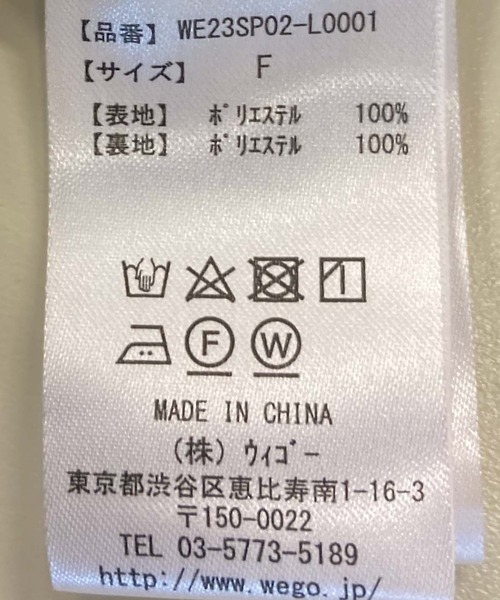 【品番】 WE23SP02-L0001
【サイズ】 F
【表地】 ﾎﾟﾘｴｽﾃﾙ 100%
【裏地】 ﾎﾟﾘｴｽﾃﾙ 100%
F W
MADE IN CHINA
(株) ｳｨｺﾞｰ
東京都渋谷区恵比寿南1-16-3
〒150-0022
TEL 03-5773-5189
http://www.wego.jp/